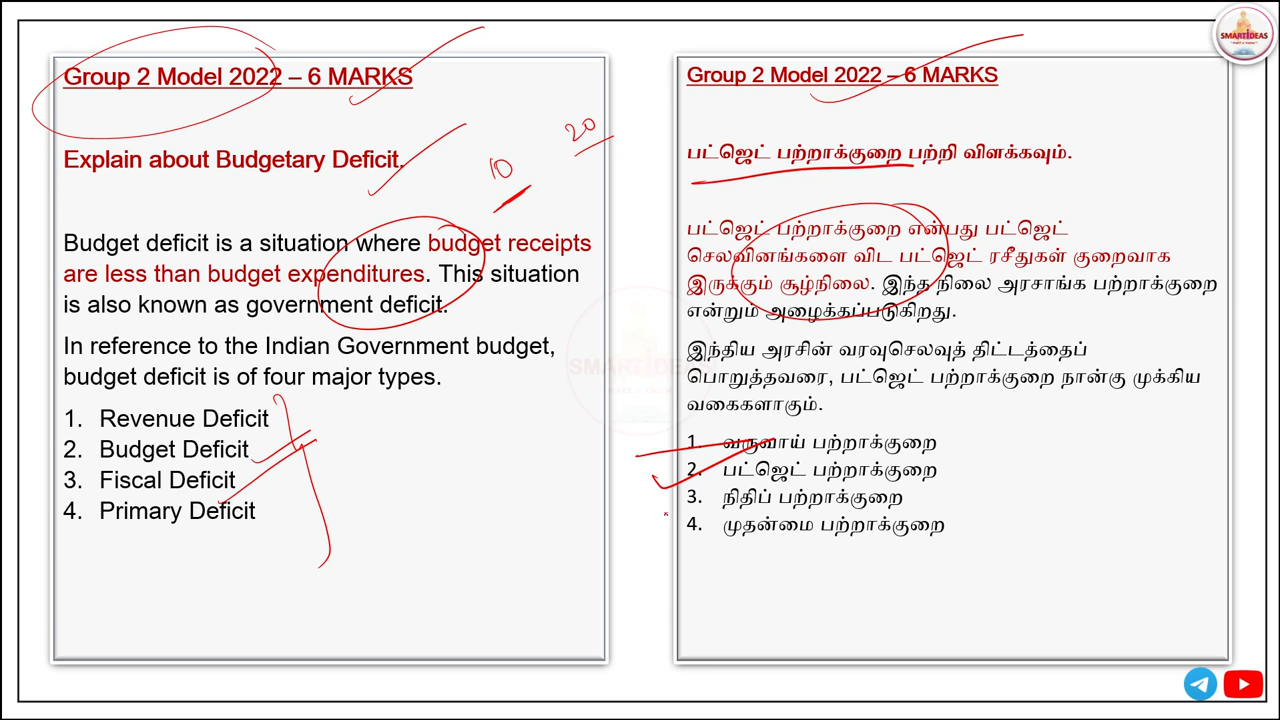 SMARTIDEAS
Group 2 Model 2022 – 6 MARKS
Explain about Budgetary Deficit.
10
20
Budget deficit is a situation where budget receipts
are less than budget expenditures. This situation
is also known as government deficit.
In reference to the Indian Government budget,
budget deficit is of four major types.
1. Revenue Deficit
2. Budget Deficit
3. Fiscal Deficit
4. Primary Deficit
Group 2 Model 2022 – 6 MARKS
பட்ஜெட் பற்றாக்குறை பற்றி விளக்கவும்.
பட்ஜெட் பற்றாக்குறை என்பது பட்ஜெட்
செலவினங்களை விட பட்ஜெட் ரசீதுகள் குறைவாக
இருக்கும் சூழ்நிலை. இந்த நிலை அரசாங்க பற்றாக்குறை
என்றும் அழைக்கப்படுகிறது.
இந்திய அரசின் வரவுசெலவுத் திட்டத்தைப்
பொறுத்தவரை, பட்ஜெட் பற்றாக்குறை நான்கு முக்கிய
வகைகளாகும்.
1. வருவாய் பற்றாக்குறை
2. பட்ஜெட் பற்றாக்குறை
3. நிதிப் பற்றாக்குறை
4. முதன்மை பற்றாக்குறை
SMARTIDEAS